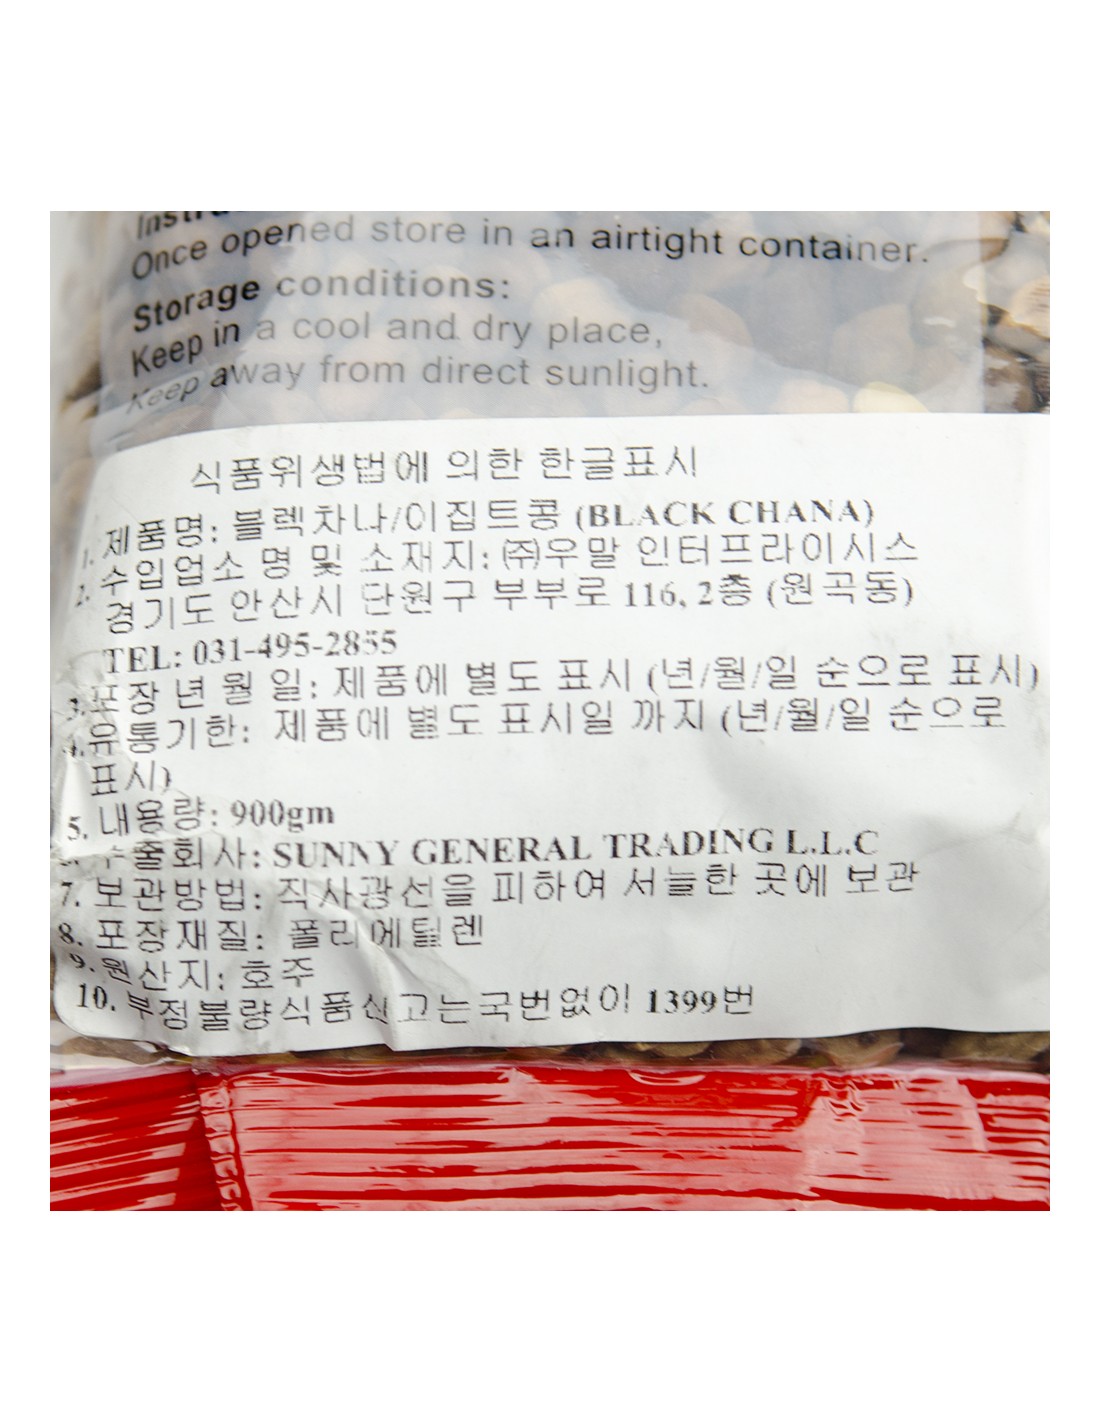 Once opened store in an airtight container.
Storage conditions:
Keep in a cool and dry place,
Keep away from direct sunlight.
식품위생법에 의한 한글표시
1. 제품명: 블렉차나/이집트콩 (BLACK CHANA)
2. 수입업소 명 및 소재지: ㈜우말 인터프라이시스
경기도 안산시 단원구 부부로 116, 2층 (원곡동)
TEL: 031-495-2855
3. 포장 년 월 일: 제품에 별도 표시 (년/월/일 순으로 표시)
4. 유통기한: 제품에 별도 표시일 까지 (년/월/일 순으로
표시)
5. 내용량: 900gm
수출회사: SUNNY GENERAL TRADING L.L.C
7. 보관방법: 직사광선을 피하여 서늘한 곳에 보관
8. 포장재질: 폴리에틸렌
9. 원산지: 호주
10. 부정불량식품신고는국번없이 1399번